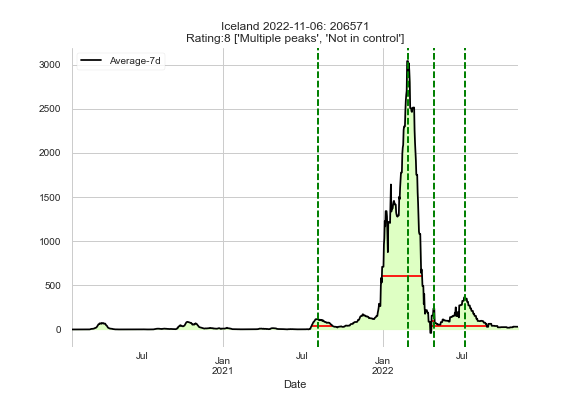 Iceland 2022-11-06: 206571
Rating:8 ['Multiple peaks', 'Not in control']
Average-7d
3000
2500
2000
1500
1000
500
0
Jul
Jan
2021
Jul
Jan
2022
Jul
Date